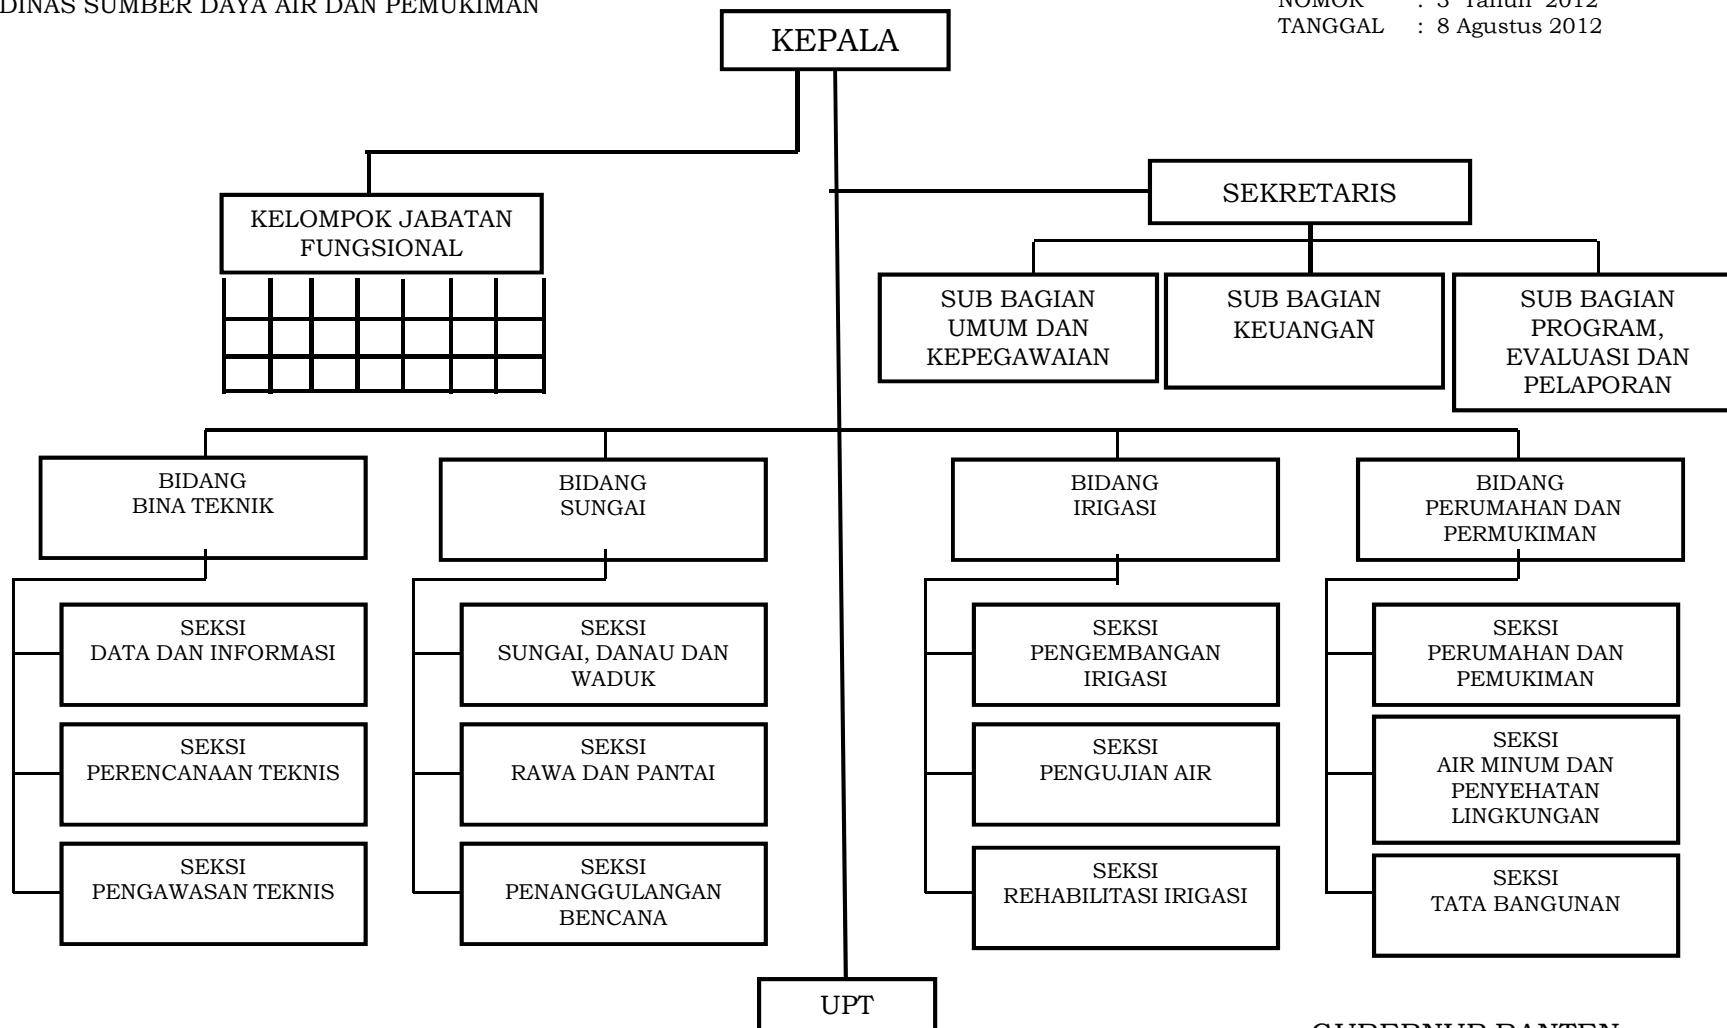 DINAS SUMBER DAYA AIR DAN PEMUKIMAN
NOMOR : 3 Tahun 2012
TANGGAL : 8 Agustus 2012
KEPALA
SEKRETARIS
KELOMPOK JABATAN
FUNGSIONAL
SUB BAGIAN
UMUM DAN
KEPEGAWAIAN
SUB BAGIAN
KEUANGAN
SUB BAGIAN
PROGRAM,
EVALUASI DAN
PELAPORAN
BIDANG
BINA TEKNIK
BIDANG
SUNGAI
BIDANG
IRIGASI
BIDANG
PERUMAHAN DAN
PERMUKIMAN
SEKSI
DATA DAN INFORMASI
SEKSI
SUNGAI, DANAU DAN
WADUK
SEKSI
PENGEMBANGAN
IRIGASI
SEKSI
PERUMAHAN DAN
PEMUKIMAN
SEKSI
PERENCANAAN TEKNIS
SEKSI
RAWA DAN PANTAI
SEKSI
PENGUJIAN AIR
SEKSI
AIR MINUM DAN
PENYEHATAN
LINGKUNGAN
SEKSI
PENGAWASAN TEKNIS
SEKSI
PENANGGULANGAN
BENCANA
SEKSI
REHABILITASI IRIGASI
SEKSI
TATA BANGUNAN
UPT
GUBERNUR BANTEN